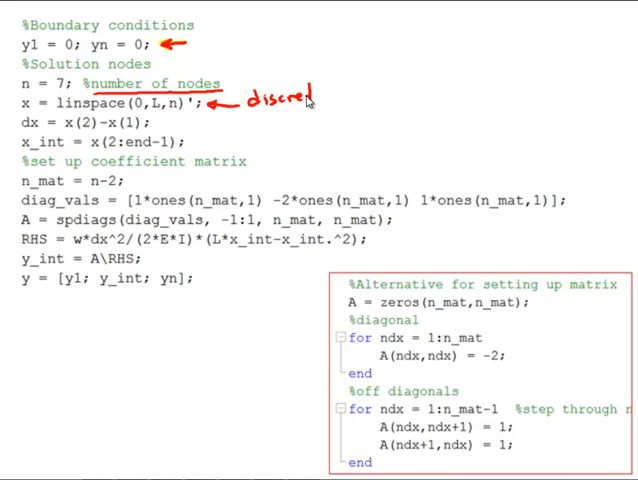 %Boundary conditions
y1 = 0; yn = 0;
%Solution nodes
n = 7; %number of nodes
x = linspace(0,L,n)'; discre
dx = x(2)-x(1);
x_int = x(2:end-1);
%set up coefficient matrix
n_mat = n-2;
diag_vals = [1*ones(n_mat,1) -2*ones(n_mat,1) 1*ones(n_mat,1)];
A = spdiags(diag_vals, -1:1, n_mat, n_mat);
RHS = w*dx^2/(2*E*I)*(L*x_int-x_int.^2);
y_int = A\RHS;
y = [y1; y_int; yn];
%Alternative for setting up matrix
A = zeros(n_mat,n_mat);
%diagonal
for ndx = 1:n_mat
A(ndx,ndx) = -2;
end
%off diagonals
for ndx = 1:n_mat-1 %step through
A(ndx,ndx+1) = 1;
A(ndx+1,ndx) = 1;
end